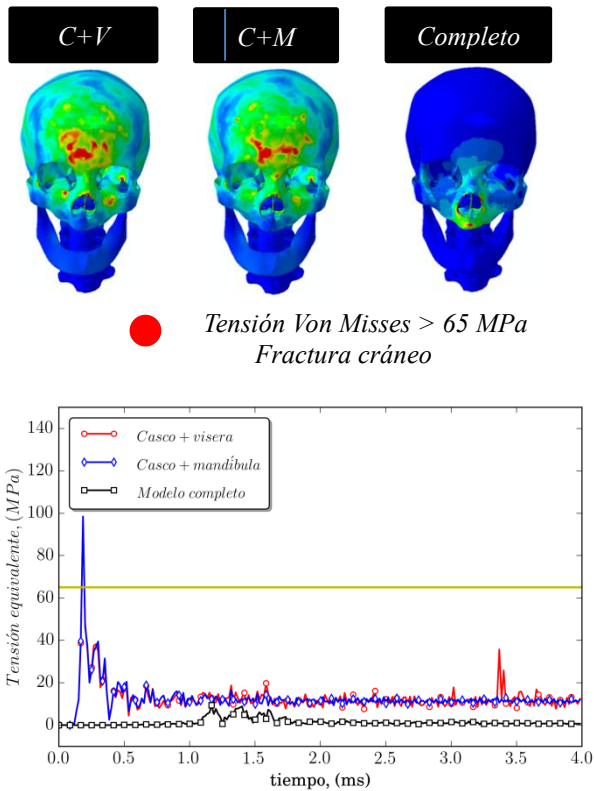 C+V
C+M
Completo
Tensión Von Misses > 65 MPa
Fractura cráneo
140
120
100
80
60
40
20
0
Tensión equivalente, (MPa)
Casco + visera
Casco + mandíbula
Modelo completo
0.0 0.5 1.0 1.5 2.0 2.5 3.0 3.5 4.0
tiempo, (ms)